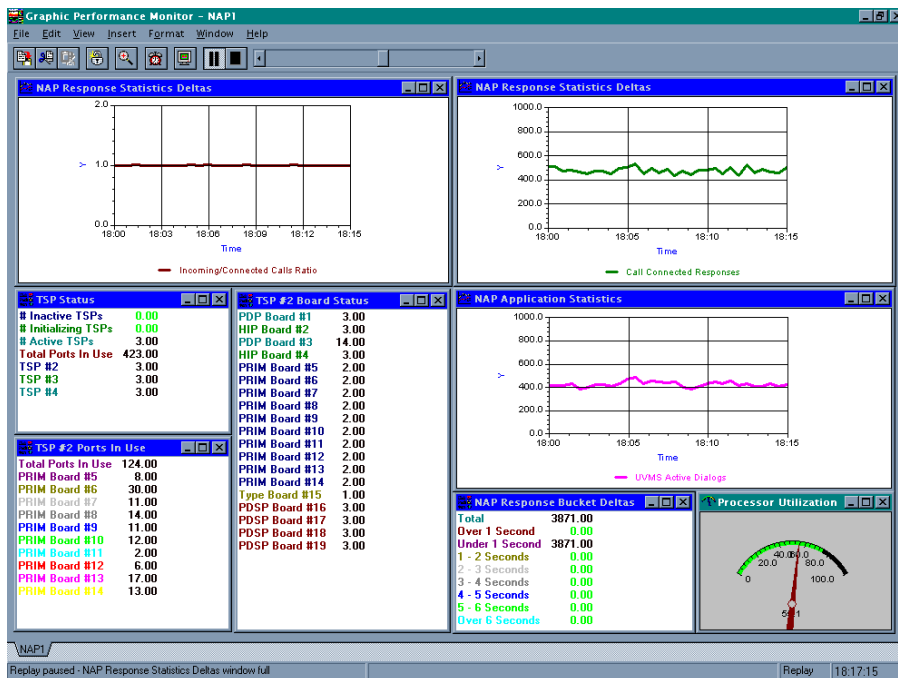 Graphic Performance Monitor - NAP1
File Edit View Insert Format Window Help
NAP Response Statistics Deltas
2.0
1.0
0.0
Y
18:00 18:03 18:06 18:09 18:12 18:15
Time
Incoming/Connected Calls Ratio
NAP Response Statistics Deltas
1000.0
800.0
600.0
400.0
200.0
0.0
Y
18:00 18:05 18:10 18:15
Time
Call Connected Responses
TSP Status
# Inactive TSPs 0.00
# Initializing TSPs 0.00
# Active TSPs 3.00
Total Ports In Use 423.00
TSP #2 3.00
TSP #3 3.00
TSP #4 3.00
TSP #2 Board Status
PDP Board #1 3.00
HIP Board #2 3.00
PDP Board #3 14.00
HIP Board #4 3.00
PRIM Board #5 2.00
PRIM Board #6 2.00
PRIM Board #7 2.00
PRIM Board #8 2.00
PRIM Board #9 2.00
PRIM Board #10 2.00
PRIM Board #11 2.00
PRIM Board #12 2.00
PRIM Board #13 2.00
PRIM Board #14 2.00
Type Board #15 1.00
PDSP Board #16 3.00
PDSP Board #17 3.00
PDSP Board #18 3.00
PDSP Board #19 3.00
NAP Application Statistics
1000.0
800.0
600.0
400.0
200.0
0.0
Y
18:00 18:05 18:10 18:15
Time
UVMS Active Dialogs
TSP #2 Ports In Use
Total Ports In Use 124.00
PRIM Board #5 8.00
PRIM Board #6 30.00
PRIM Board #7 11.00
PRIM Board #8 14.00
PRIM Board #9 11.00
PRIM Board #10 12.00
PRIM Board #11 2.00
PRIM Board #12 6.00
PRIM Board #13 17.00
PRIM Board #14 13.00
NAP Response Bucket Deltas
Total 3871.00
Over 1 Second 0.00
Under 1 Second 3871.00
1 - 2 Seconds 0.00
2 - 3 Seconds 0.00
3 - 4 Seconds 0.00
4 - 5 Seconds 0.00
5 - 6 Seconds 0.00
Over 6 Seconds 0.00
Processor Utilization
0 20.0 40.0 60.0 80.0 100.0
NAP1
Replay paused - NAP Response Statistics Deltas window full
Replay 18:17:15